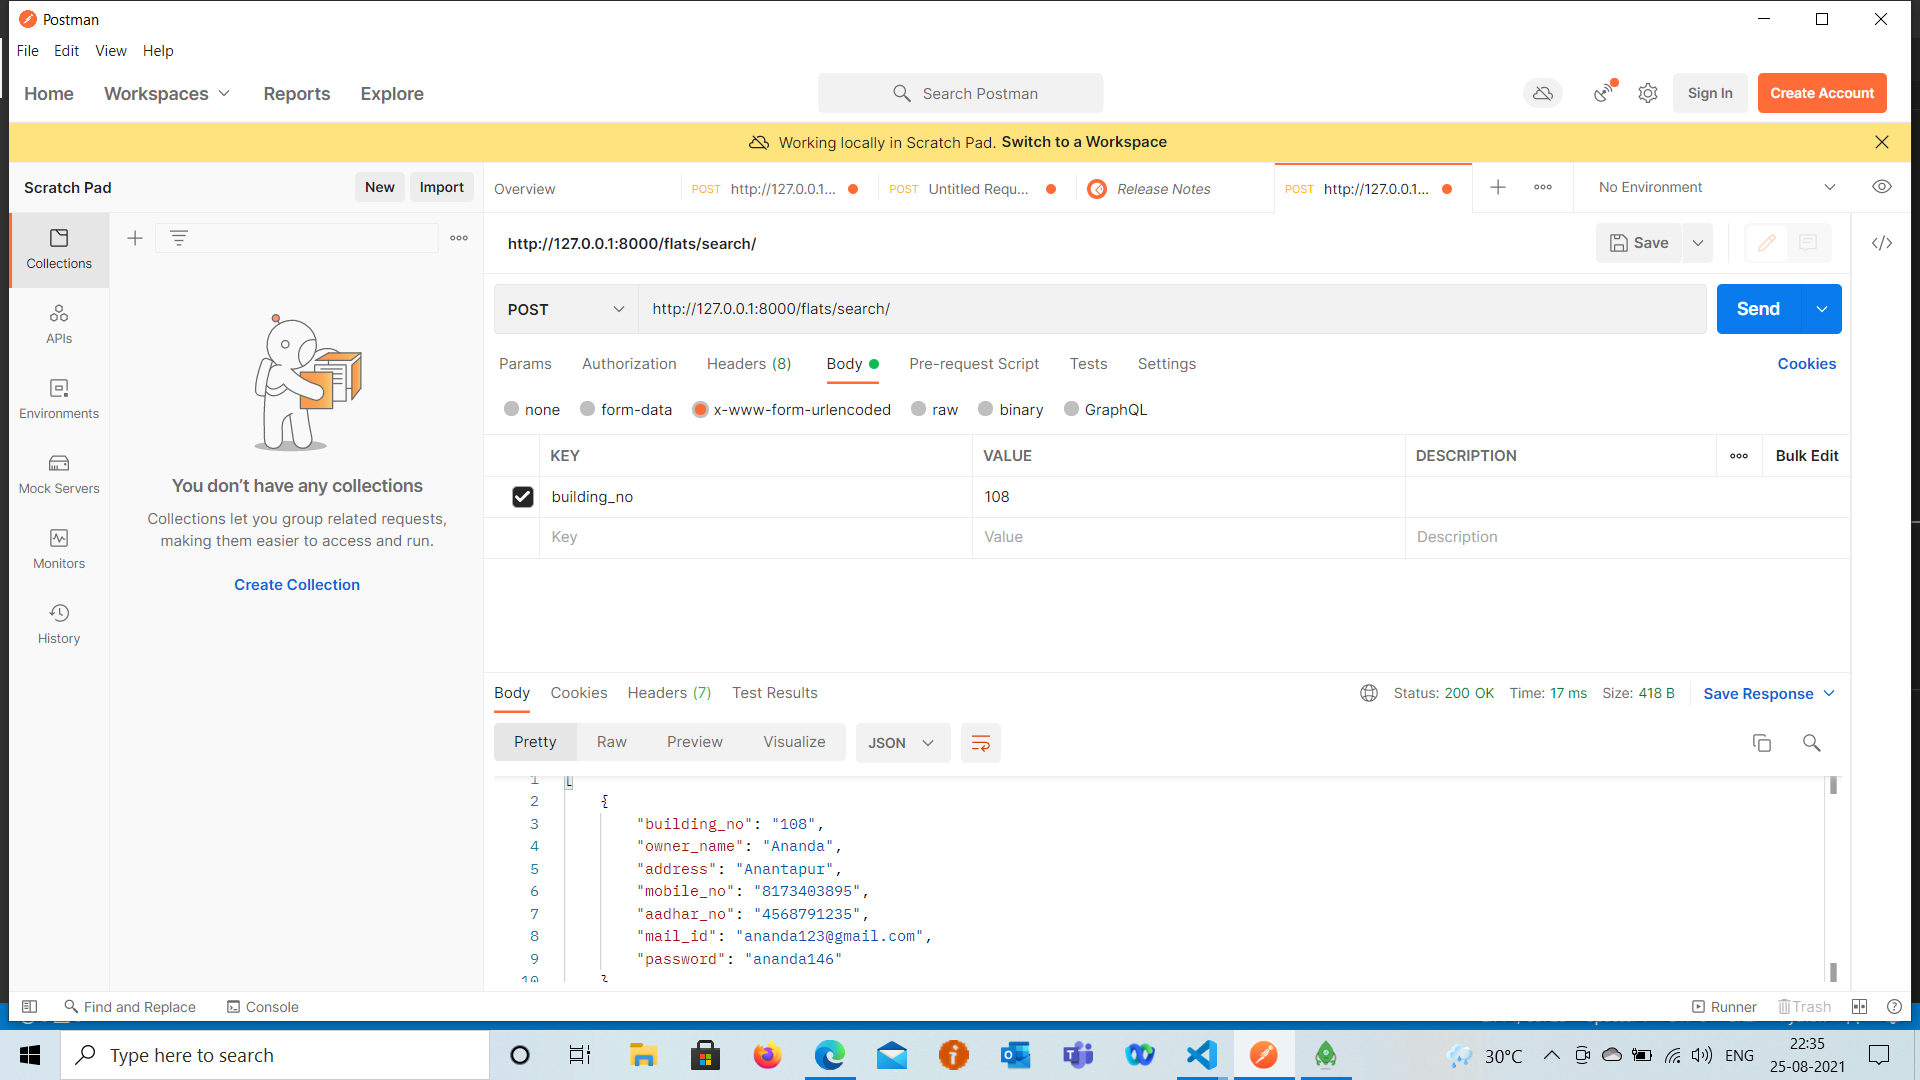 Postman
File Edit View Help
Home Workspaces Reports Explore
Search Postman
Sign In
Create Account
Working locally in Scratch Pad. Switch to a Workspace
Scratch Pad
New
Import
Overview
POST http://127.0.0.1...
POST Untitled Requ...
Release Notes
POST http://127.0.0.1...
No Environment
Collections
APIs
Environments
Mock Servers
Monitors
History
You don't have any collections
Collections let you group related requests,
making them easier to access and run.
Create Collection
http://127.0.0.1:8000/flats/search/
Save
POST
http://127.0.0.1:8000/flats/search/
Send
Params Authorization Headers (8) Body Pre-request Script Tests Settings
Cookies
none form-data x-www-form-urlencoded raw binary GraphQL
KEY VALUE DESCRIPTION
Bulk Edit
building_no 108
Key Value Description
Body Cookies Headers (7) Test Results
Status: 200 OK Time: 17 ms Size: 418 B
Save Response
Pretty Raw Preview Visualize
JSON
1 [
2 {
3 "building_no": "108",
4 "owner_name": "Ananda",
5 "address": "Anantapur",
6 "mobile_no": "8173403895",
7 "aadhar_no": "4568791235",
8 "mail_id": "ananda123@gmail.com",
9 "password": "ananda146"
10 }
Find and Replace
Console
Runner
Trash
Type here to search
30°C
ENG
22:35
25-08-2021